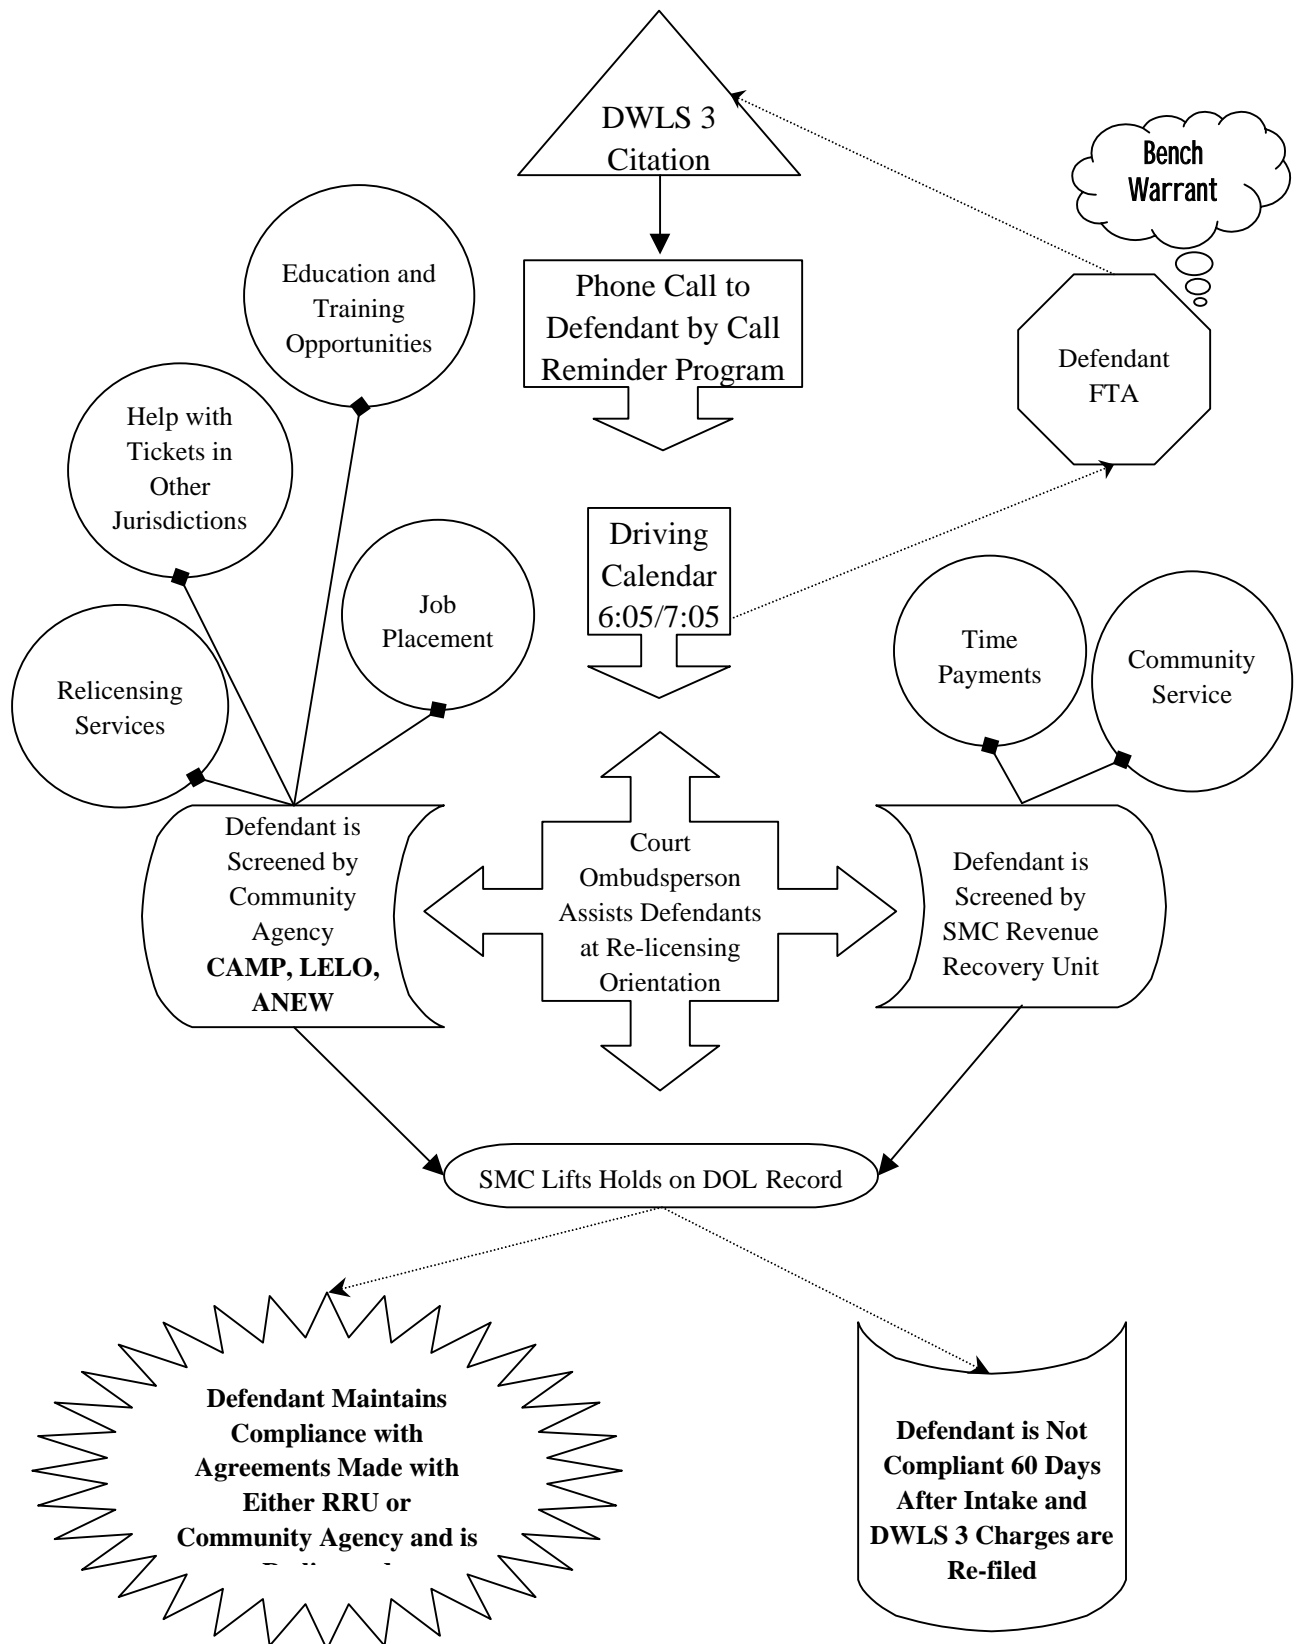 DWLS 3
Citation
Bench
Warrant
Education and
Training
Opportunities
Phone Call to
Defendant by Call
Reminder Program
Defendant
FTA
Help with
Tickets in
Other
Jurisdictions
Driving
Calendar
6:05/7:05
Job
Placement
Time
Payments
Community
Service
Relicensing
Services
Defendant is
Screened by
Community
Agency
CAMP, LELO,
ANEW
Court
Ombudsperson
Assists Defendants
at Re-licensing
Orientation
Defendant is
Screened by
SMC Revenue
Recovery Unit
SMC Lifts Holds on DOL Record
Defendant Maintains
Compliance with
Agreements Made with
Either RRU or
Community Agency and is
Defendant is Not
Compliant 60 Days
After Intake and
DWLS 3 Charges are
Re-filed